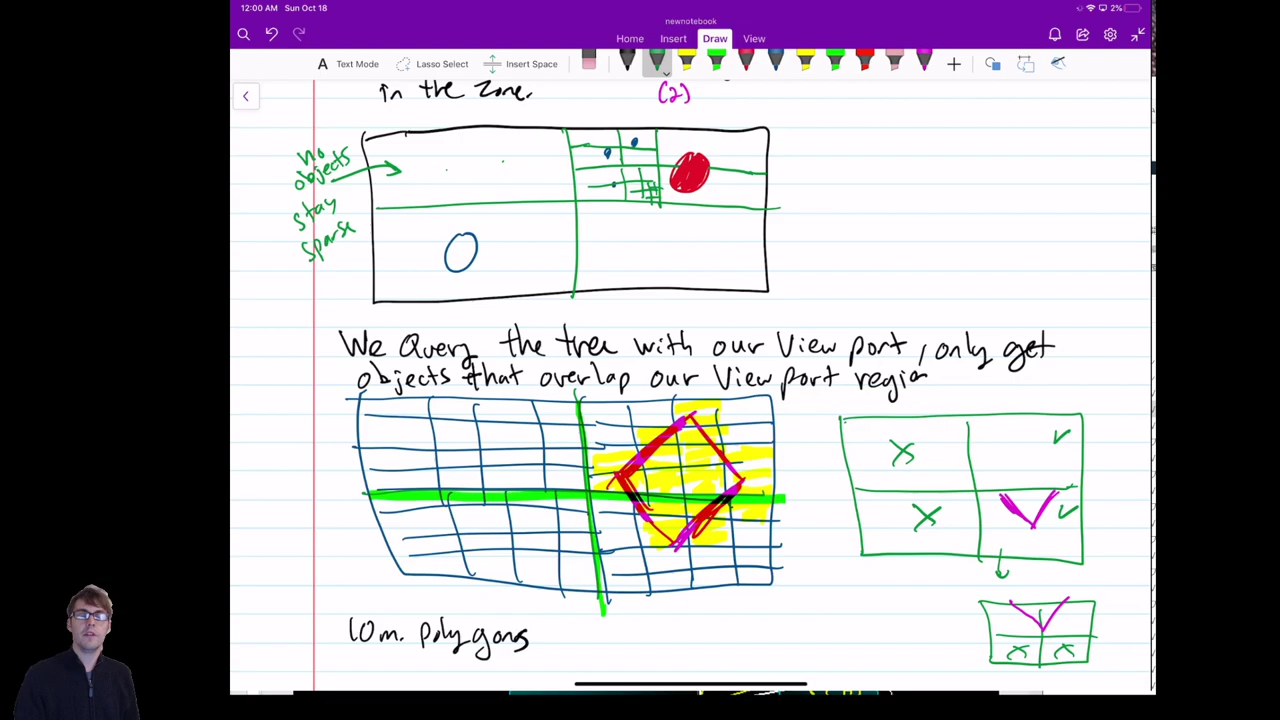 12:00 AM Sun Oct 18
2%
newnotebook
Home Insert Draw View
A Text Mode Lasso Select Insert Space
in the zone.
(2)
no
objects
stay
sparse
We Query the tree with our View port, only get
objects that overlap our View port region
10m. polygons